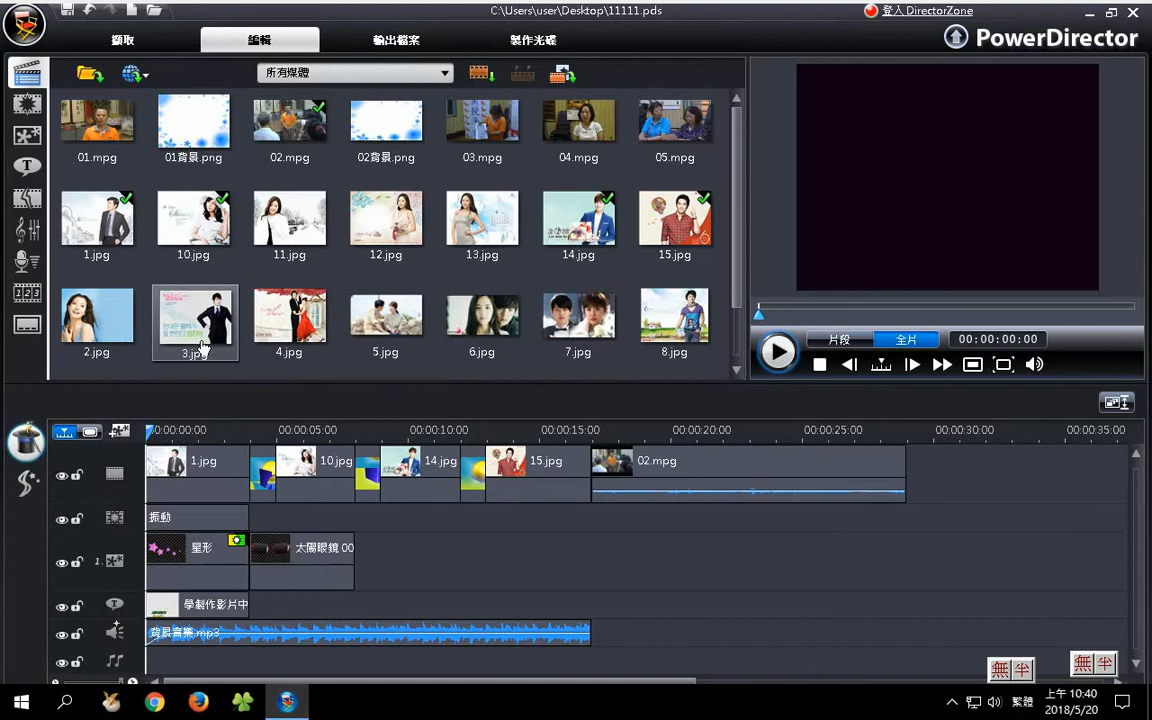 C:\Users\user\Desktop\11111.pds
登入 DirectorZone
擷取
編輯
輸出檔案
製作光碟
PowerDirector
所有媒體
01.mpg
01背景.png
02.mpg
02背景.png
03.mpg
04.mpg
05.mpg
1.jpg
10.jpg
11.jpg
12.jpg
13.jpg
14.jpg
15.jpg
2.jpg
3.jpg
4.jpg
5.jpg
6.jpg
7.jpg
8.jpg
片段
全片
00:00:00:00
00:00:00:00
00:00:05:00
00:00:10:00
00:00:15:00
00:00:20:00
00:00:25:00
00:00:30:00
00:00:35:00
1.jpg
10.jpg
14.jpg
15.jpg
02.mpg
振動
1.
星形
太陽眼鏡 00
學創作影片中
背景音樂.mp3
無 半
無 半
繁體
上午 10:40
2018/5/20